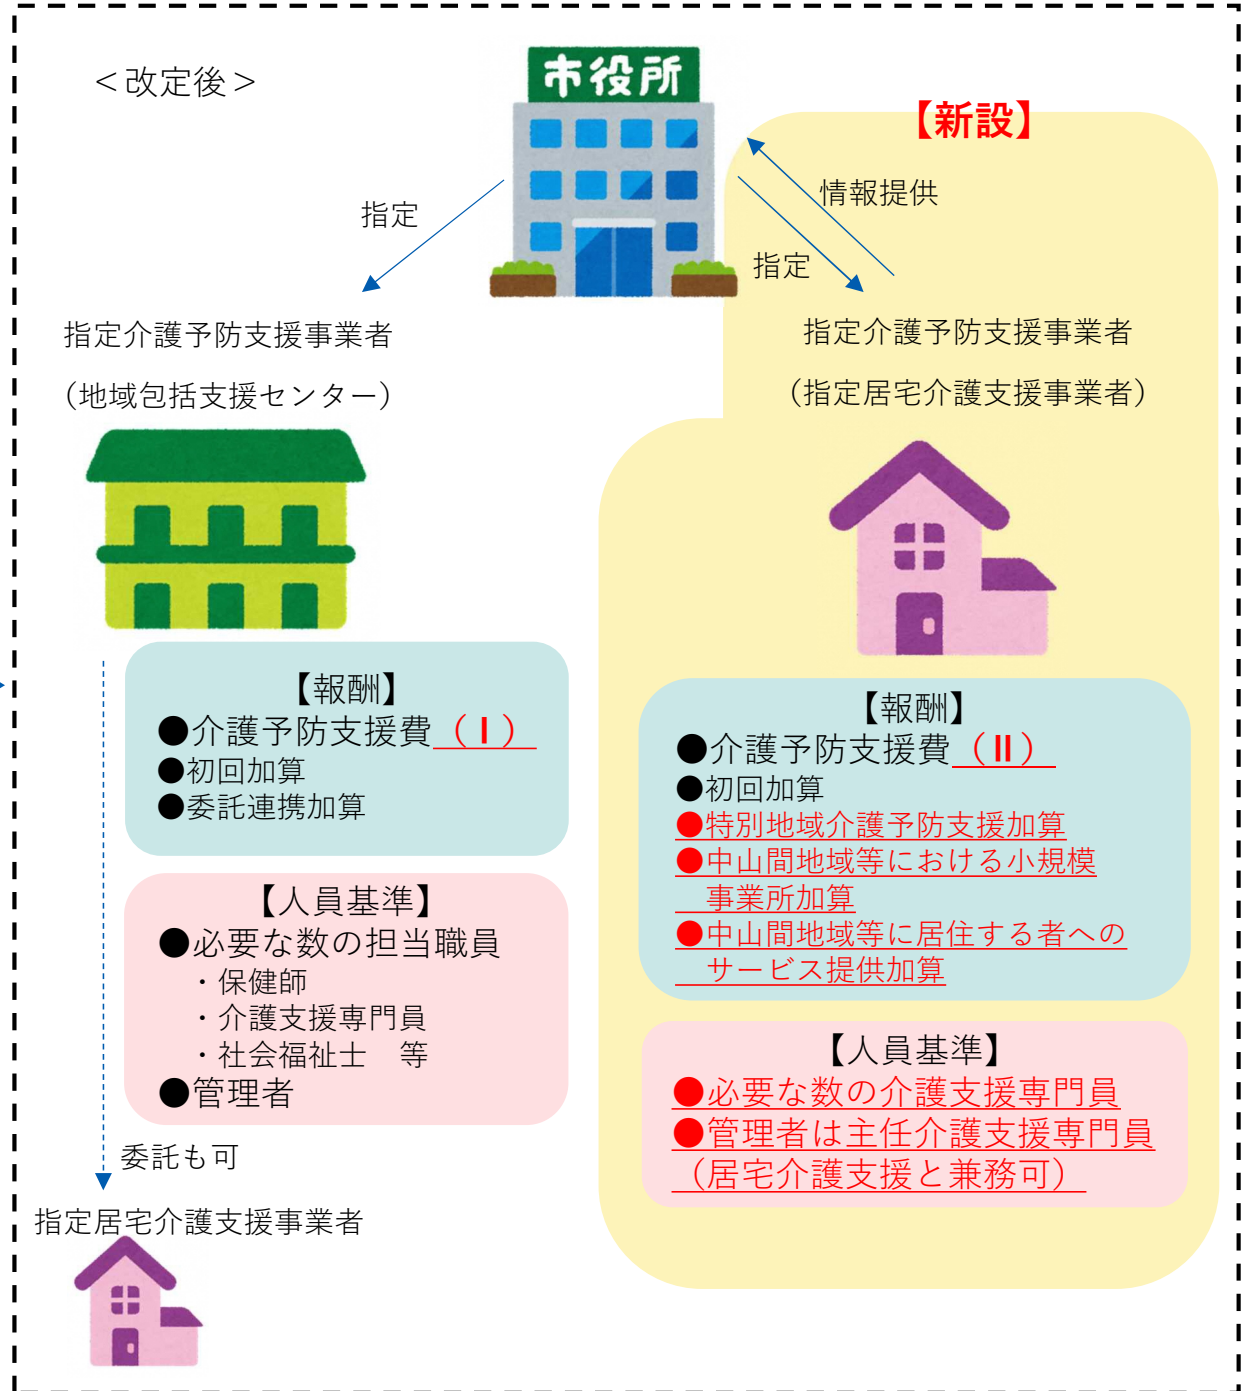 ＜改定後＞
市役所
【新設】
指定
情報提供
指定
指定介護予防支援事業者
（地域包括支援センター）
指定介護予防支援事業者
（指定居宅介護支援事業者）
【報酬】
●介護予防支援費（Ⅰ）
●初回加算
●委託連携加算
【人員基準】
●必要な数の担当職員
・保健師
・介護支援専門員
・社会福祉士　等
●管理者
委託も可
指定居宅介護支援事業者
【報酬】
●介護予防支援費（Ⅱ）
●初回加算
●特別地域介護予防支援加算
●中山間地域等における小規模
事業所加算
●中山間地域等に居住する者への
サービス提供加算
【人員基準】
●必要な数の介護支援専門員
●管理者は主任介護支援専門員
（居宅介護支援と兼務可）